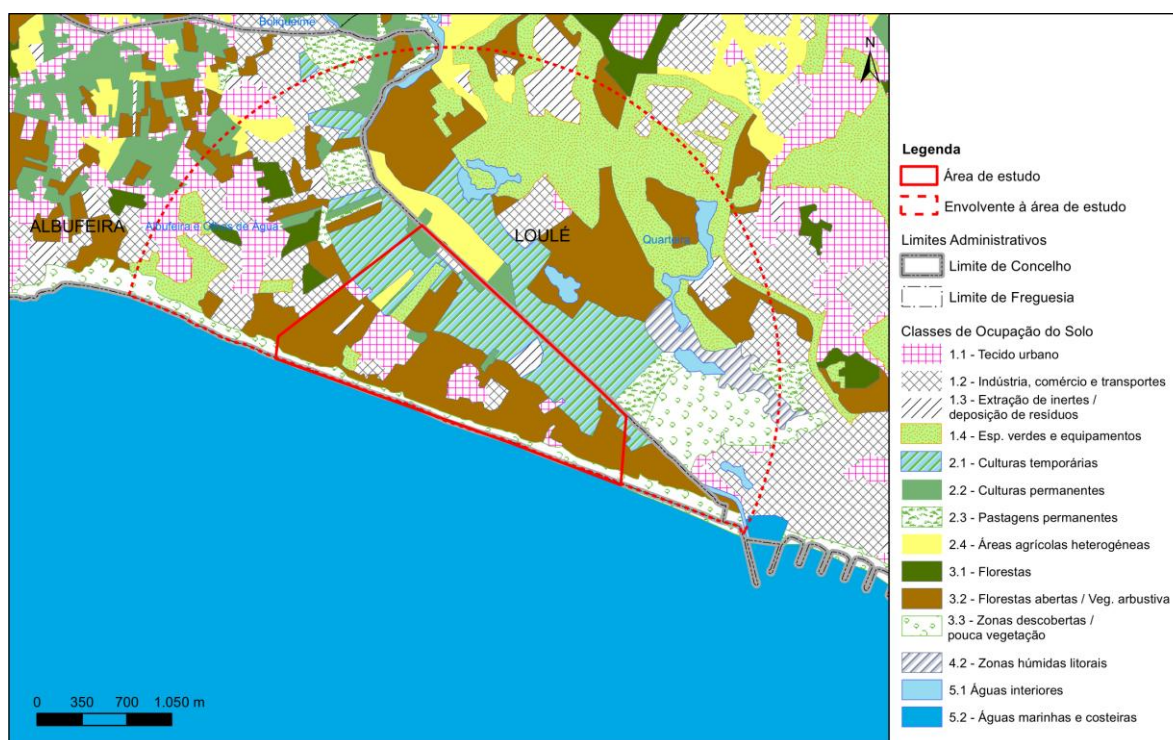 Boliqueime
N
ALBUFEIRA
Albufeira e Olhos de Água
LOULÉ
Quarteira
0 350 700 1.050 m
Legenda
Área de estudo
Envolvente à área de estudo
Limites Administrativos
Limite de Concelho
Limite de Freguesia
Classes de Ocupação do Solo
1.1 - Tecido urbano
1.2 - Indústria, comércio e transportes
1.3 - Extração de inertes /
deposição de resíduos
1.4 - Esp. verdes e equipamentos
2.1 - Culturas temporárias
2.2 - Culturas permanentes
2.3 - Pastagens permanentes
2.4 - Áreas agrícolas heterogéneas
3.1 - Florestas
3.2 - Florestas abertas / Veg. arbustiva
3.3 - Zonas descobertas /
pouca vegetação
4.2 - Zonas húmidas litorais
5.1 Águas interiores
5.2 - Águas marinhas e costeiras